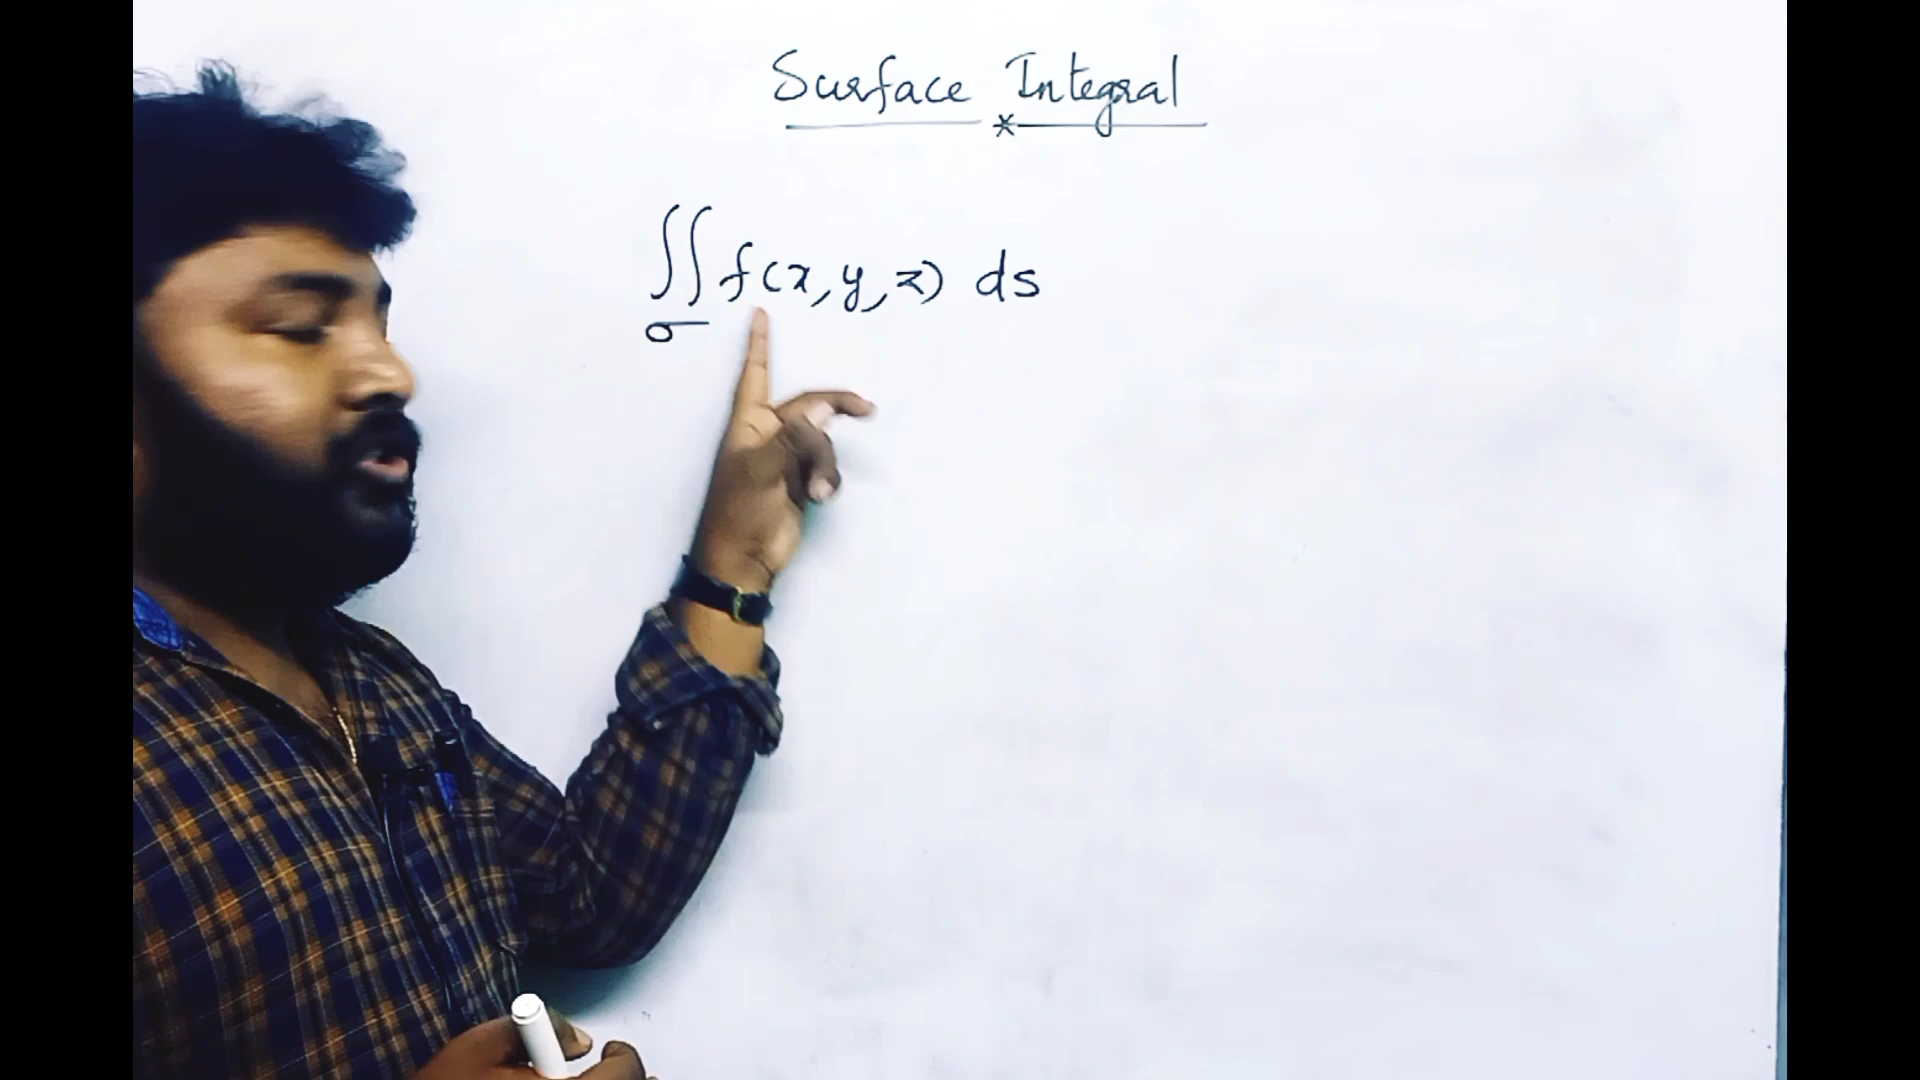 Surface Integral
∬ f(x, y, z) ds
σ